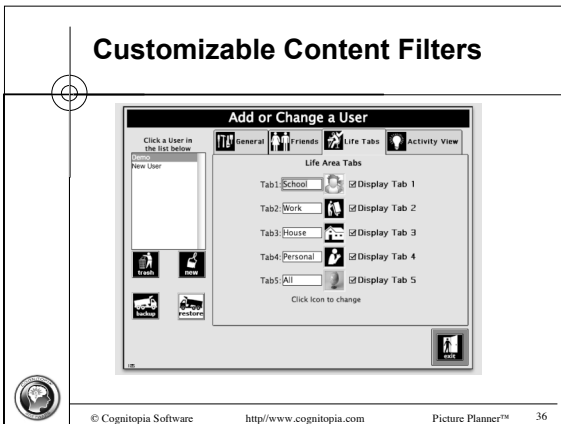 Customizable Content Filters
Add or Change a User
Click a User in
the list below
General
Friends
Life Tabs
Activity View
Demo
New User
Life Area Tabs
Tab1: School Display Tab 1
Tab2: Work Display Tab 2
Tab3: House Display Tab 3
Tab4: Personal Display Tab 4
Tab5: All Display Tab 5
Click Icon to change
trash
new
backup
restore
exit
© Cognitopia Software http//www.cognitopia.com Picture Planner™ 36